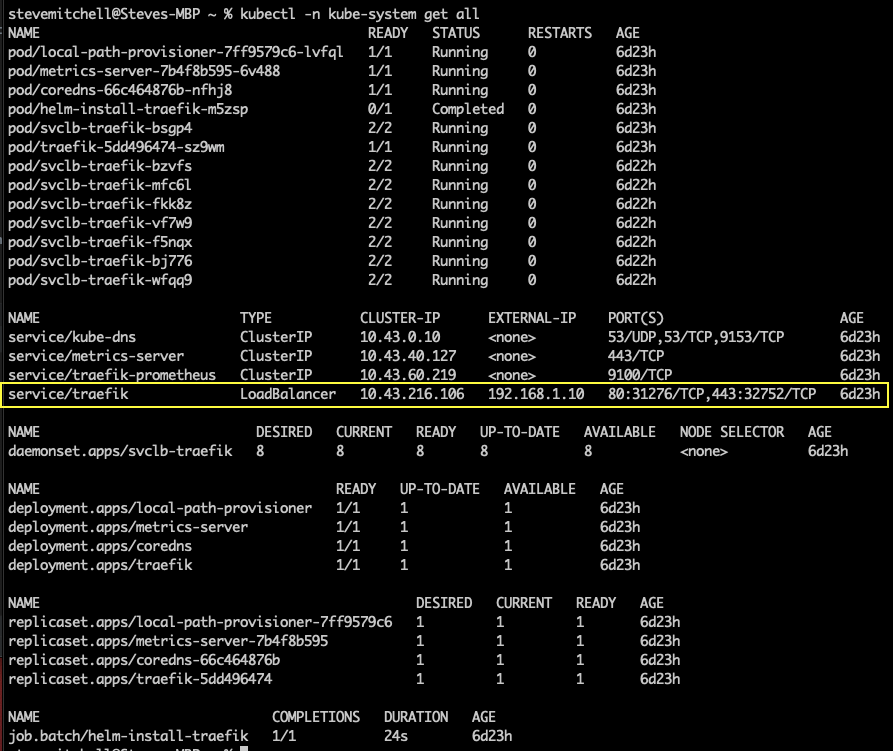 stevemitchell@Steves-MBP ~ % kubectl -n kube-system get all
NAME READY STATUS RESTARTS AGE
pod/local-path-provisioner-7ff9579c6-lvfql 1/1 Running 0 6d23h
pod/metrics-server-7b4f8b595-6v488 1/1 Running 0 6d23h
pod/coredns-66c464876b-nfhj8 1/1 Running 0 6d23h
pod/helm-install-traefik-m5zsp 0/1 Completed 0 6d23h
pod/svclb-traefik-bsgp4 2/2 Running 0 6d23h
pod/traefik-5dd496474-sz9wm 1/1 Running 0 6d23h
pod/svclb-traefik-bzvfs 2/2 Running 0 6d22h
pod/svclb-traefik-mfc6l 2/2 Running 0 6d22h
pod/svclb-traefik-fkk8z 2/2 Running 0 6d22h
pod/svclb-traefik-vf7w9 2/2 Running 0 6d22h
pod/svclb-traefik-f5nqx 2/2 Running 0 6d22h
pod/svclb-traefik-bj776 2/2 Running 0 6d22h
pod/svclb-traefik-wfqq9 2/2 Running 0 6d22h
NAME TYPE CLUSTER-IP EXTERNAL-IP PORT(S) AGE
service/kube-dns ClusterIP 10.43.0.10 <none> 53/UDP,53/TCP,9153/TCP 6d23h
service/metrics-server ClusterIP 10.43.40.127 <none> 443/TCP 6d23h
service/traefik-prometheus ClusterIP 10.43.60.219 <none> 9100/TCP 6d23h
service/traefik LoadBalancer 10.43.216.106 192.168.1.10 80:31276/TCP,443:32752/TCP 6d23h
NAME DESIRED CURRENT READY UP-TO-DATE AVAILABLE NODE SELECTOR AGE
daemonset.apps/svclb-traefik 8 8 8 8 8 <none> 6d23h
NAME READY UP-TO-DATE AVAILABLE AGE
deployment.apps/local-path-provisioner 1/1 1 1 6d23h
deployment.apps/metrics-server 1/1 1 1 6d23h
deployment.apps/coredns 1/1 1 1 6d23h
deployment.apps/traefik 1/1 1 1 6d23h
NAME DESIRED CURRENT READY AGE
replicaset.apps/local-path-provisioner-7ff9579c6 1 1 1 6d23h
replicaset.apps/metrics-server-7b4f8b595 1 1 1 6d23h
replicaset.apps/coredns-66c464876b 1 1 1 6d23h
replicaset.apps/traefik-5dd496474 1 1 1 6d23h
NAME COMPLETIONS DURATION AGE
job.batch/helm-install-traefik 1/1 24s 6d23h
stevemitchell@Steves-MBP ~ %